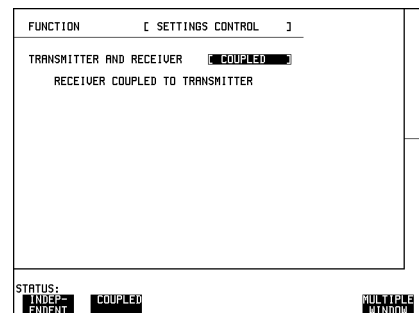 FUNCTION [ SETTINGS CONTROL ]
TRANSMITTER AND RECEIVER [ COUPLED ]
RECEIVER COUPLED TO TRANSMITTER
STATUS:
INDEP- COUPLED MULTIPLE
ENDENT WINDOW